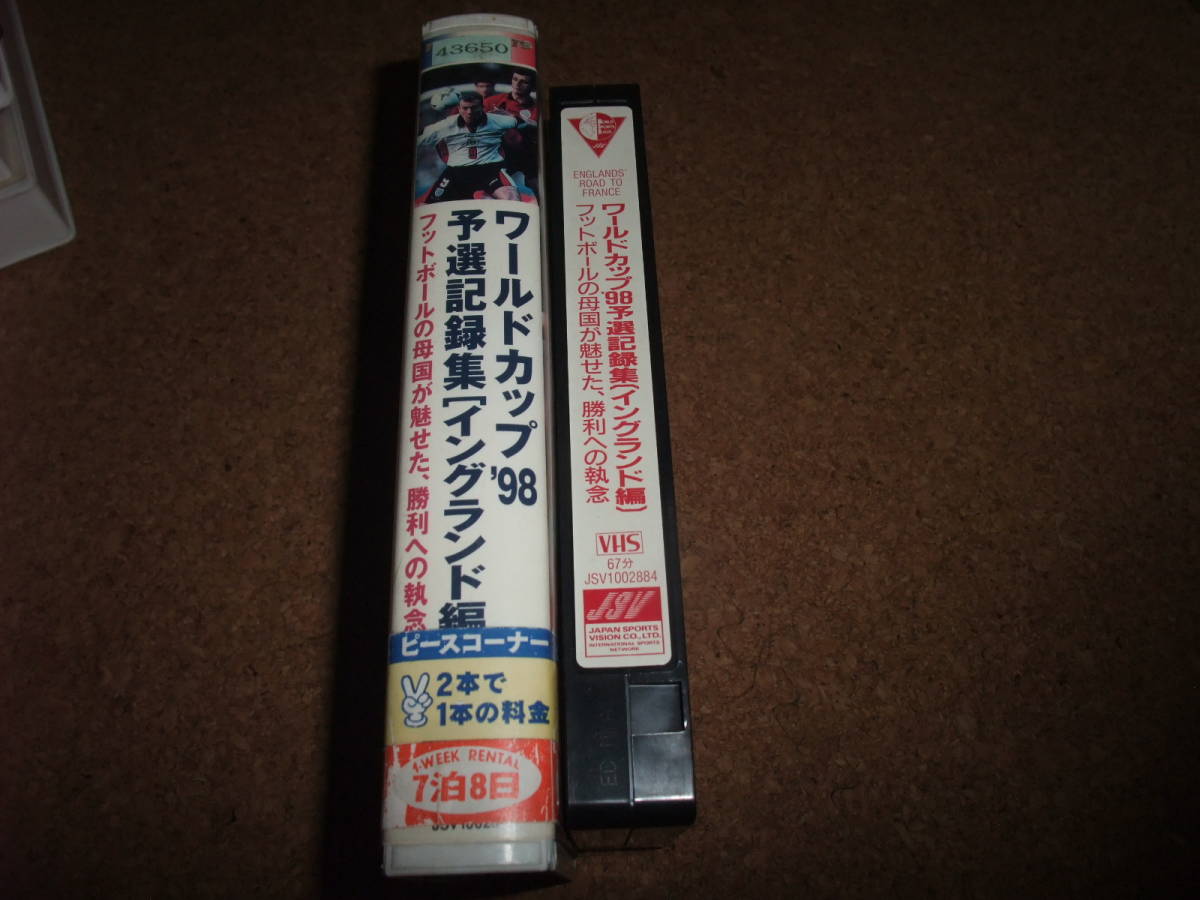 43650
ワールドカップ'98
予選記録集[イングランド編
フットボールの母国が魅せた、勝利への執念
ピースコーナー
2本で
1本の料金
1-WEEK RENTAL
7泊8日
JSV
ENGLANDS'
ROAD TO
FRANCE
ワールドカップ'98予選記録集(イングランド編)
フットボールの母国が魅せた、勝利への執念
VHS
67分
JSV1002884
JSV
JAPAN SPORTS
VISION CO., LTD.
INTERNATIONAL SPORTS
NETWORK